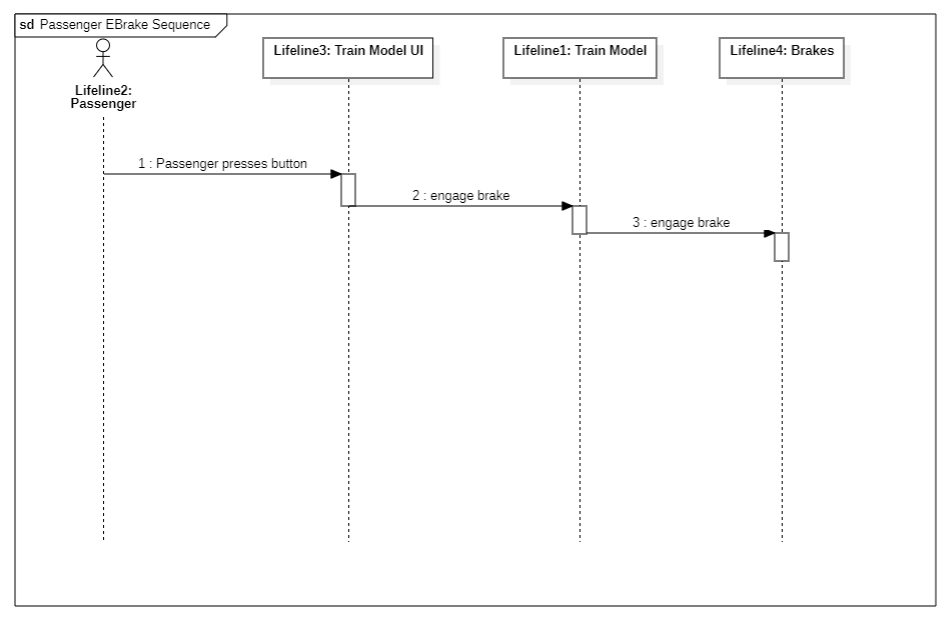 sd Passenger EBrake Sequence
Lifeline2:
Passenger
Lifeline3: Train Model UI
Lifeline1: Train Model
Lifeline4: Brakes
1 : Passenger presses button
2 : engage brake
3 : engage brake